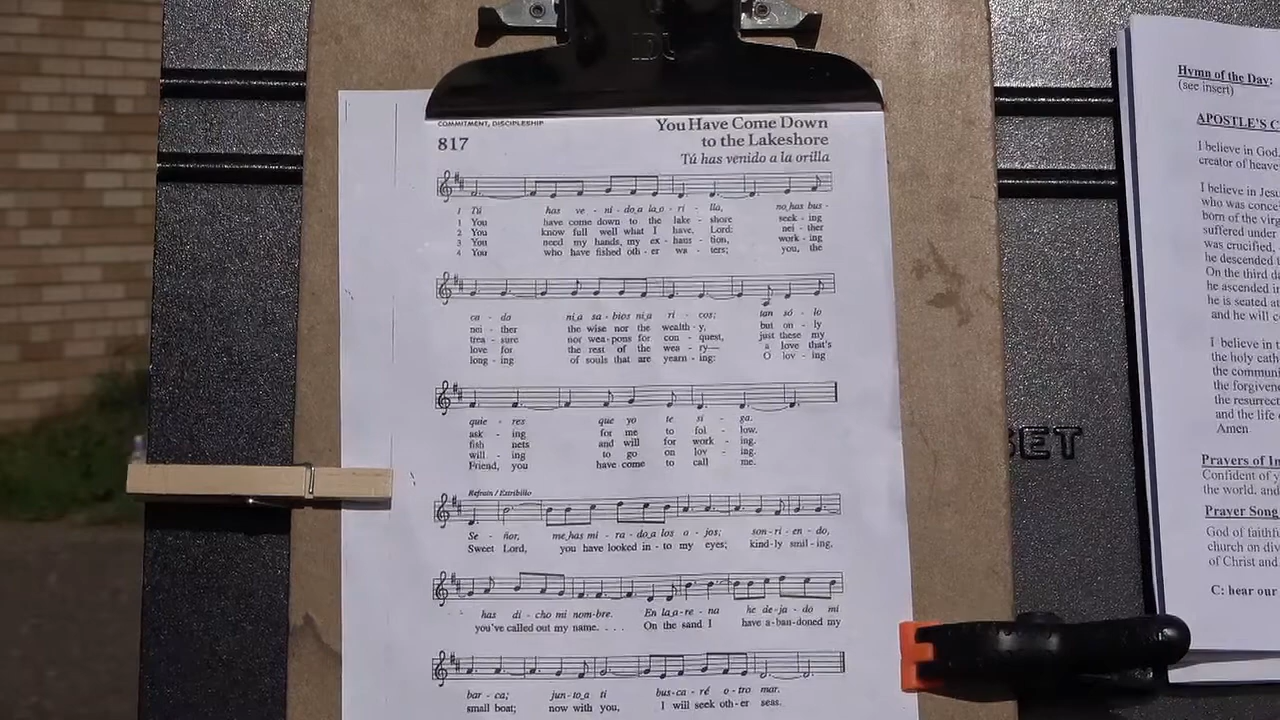 COMMITMENT, DISCIPLESHIP
817
You Have Come Down
to the Lakeshore
Tú has venido a la orilla
1 Tú has ve - ni - do a la o - ri - lla, no has bus -
1 You have come down to the lake - shore seek - ing
2 You know full well what I have, Lord: nei - ther
3 You need my hands, my ex - haus - tion, work - ing
4 You who have fished oth - er wa - ters; you, the
ca - do ni a sa - bios ni a ri - cos; tan só - lo
nei - ther the wise nor the wealth - y, but on - ly
trea - sure nor wea - pons for con - quest, just these my
love for the rest of the wea - ry— a love that's
long - ing of souls that are yearn - ing: O lov - ing
quie - res que yo te si - ga.
ask - ing for me to fol - low.
fish nets and will for work - ing.
will - ing to go on lov - ing.
Friend, you have come to call me.
Refrain / Estribillo
Se - ñor, me has mi - ra - do a los o - jos; son - ri - en - do,
Sweet Lord, you have looked in - to my eyes; kind - ly smil - ing,
has di - cho mi nom - bre. En la a - re - na he de - ja - do mi
you've called out my name. . . . On the sand I have a - ban - doned my
bar - ca; jun - to a ti bus - ca - ré o - tro mar.
small boat; now with you, I will seek oth - er seas.
SET
Hymn of the Day:
(see insert)
APOSTLE'S
I believe in God,
creator of heave
I believe in Jes
who was conce
born of the virg
suffered under
was crucified,
he descended t
On the third d
he ascended in
he is seated a
and he will c
I believe in t
the holy cath
the communi
the forgiven
the resurrect
and the life
Amen
Prayers of In
Confident of y
the world, and
Prayer Song
God of faithfu
church on div
of Christ and
C: hear our